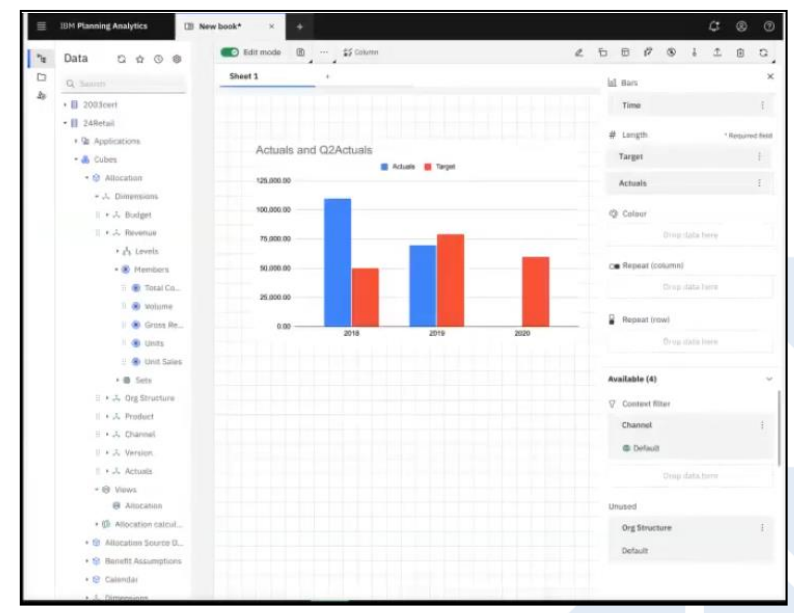 IBM Planning Analytics
New book*
Data
Edit mode
Column
Search
2003cert
24Retail
Applications
Cubes
Allocation
Dimensions
Budget
Revenue
Levels
Members
Total Co...
Volume
Gross Re...
Units
Unit Sales
Sets
Org Structure
Product
Channel
Version
Actuals
Views
Allocation
Allocation calcul...
Allocation Source D...
Benefit Assumptions
Calendar
Dimensions
Sheet 1
Actuals and Q2Actuals
Actuals Target
125,000.00
100,000.00
75,000.00
50,000.00
25,000.00
0.00
2018 2019 2020
Bars
Time
# Length * Required field
Target
Actuals
Colour
Drop data here
Repeat (column)
Drop data here
Repeat (row)
Drop data here
Available (4)
Context filter
Channel
Default
Drop data here
Unused
Org Structure
Default